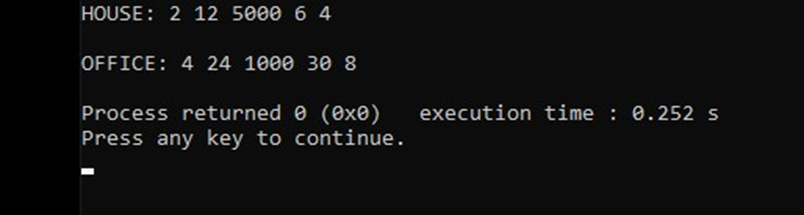 HOUSE: 2 12 5000 6 4
OFFICE: 4 24 1000 30 8
Process returned 0 (0x0)   execution time : 0.252 s
Press any key to continue.